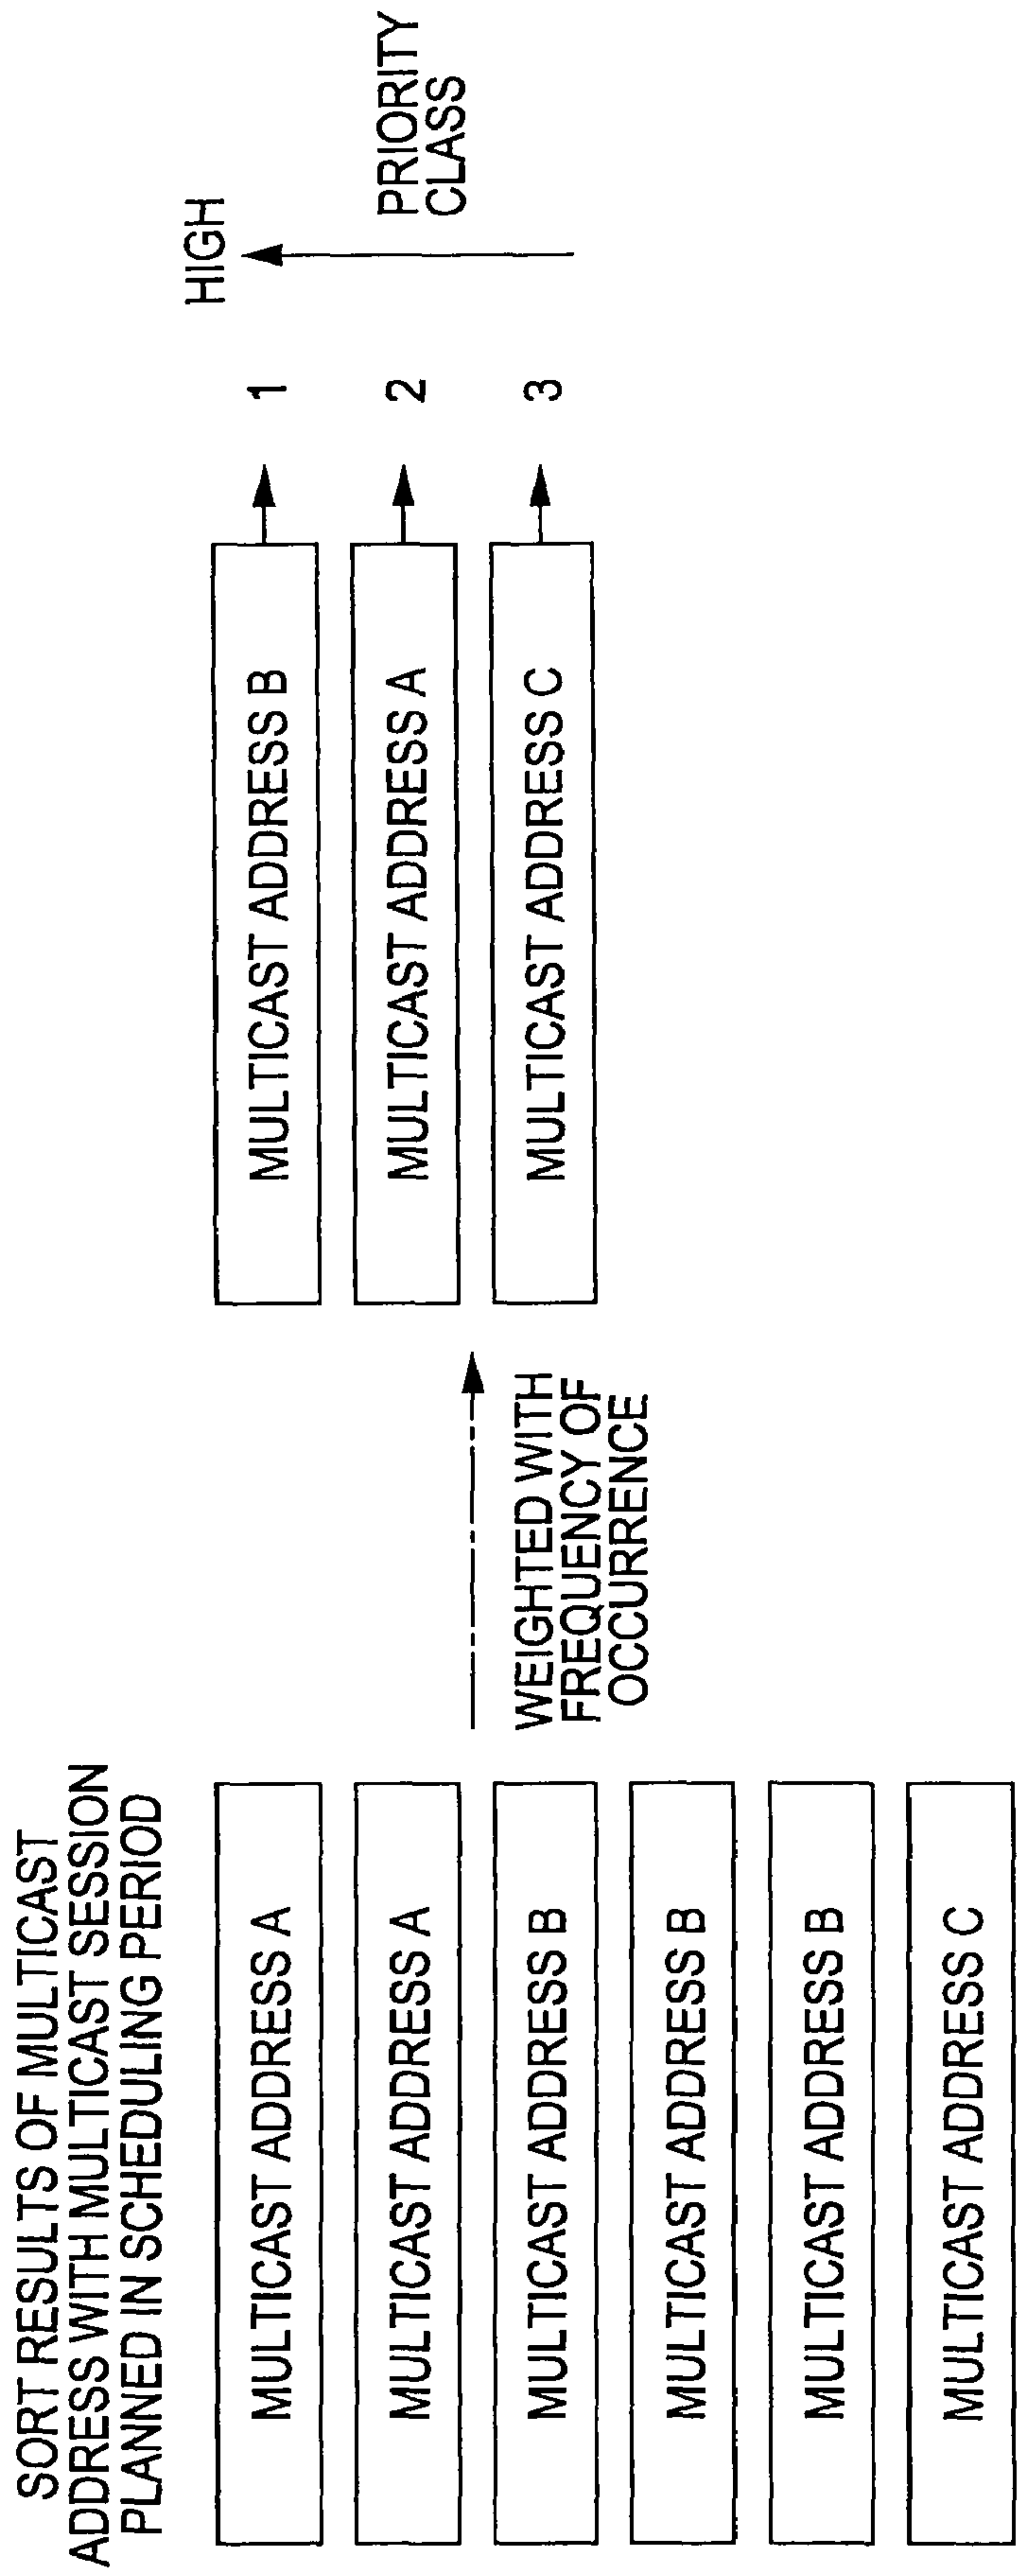 SORT RESULTS OF MULTICAST
ADDRESS WITH MULTICAST SESSION
PLANNED IN SCHEDULING PERIOD
MULTICAST ADDRESS A
MULTICAST ADDRESS A
MULTICAST ADDRESS B
MULTICAST ADDRESS B
MULTICAST ADDRESS B
MULTICAST ADDRESS C
WEIGHTED WITH
FREQUENCY OF
OCCURRENCE
MULTICAST ADDRESS B
MULTICAST ADDRESS A
MULTICAST ADDRESS C
1
2
3
HIGH
PRIORITY
CLASS